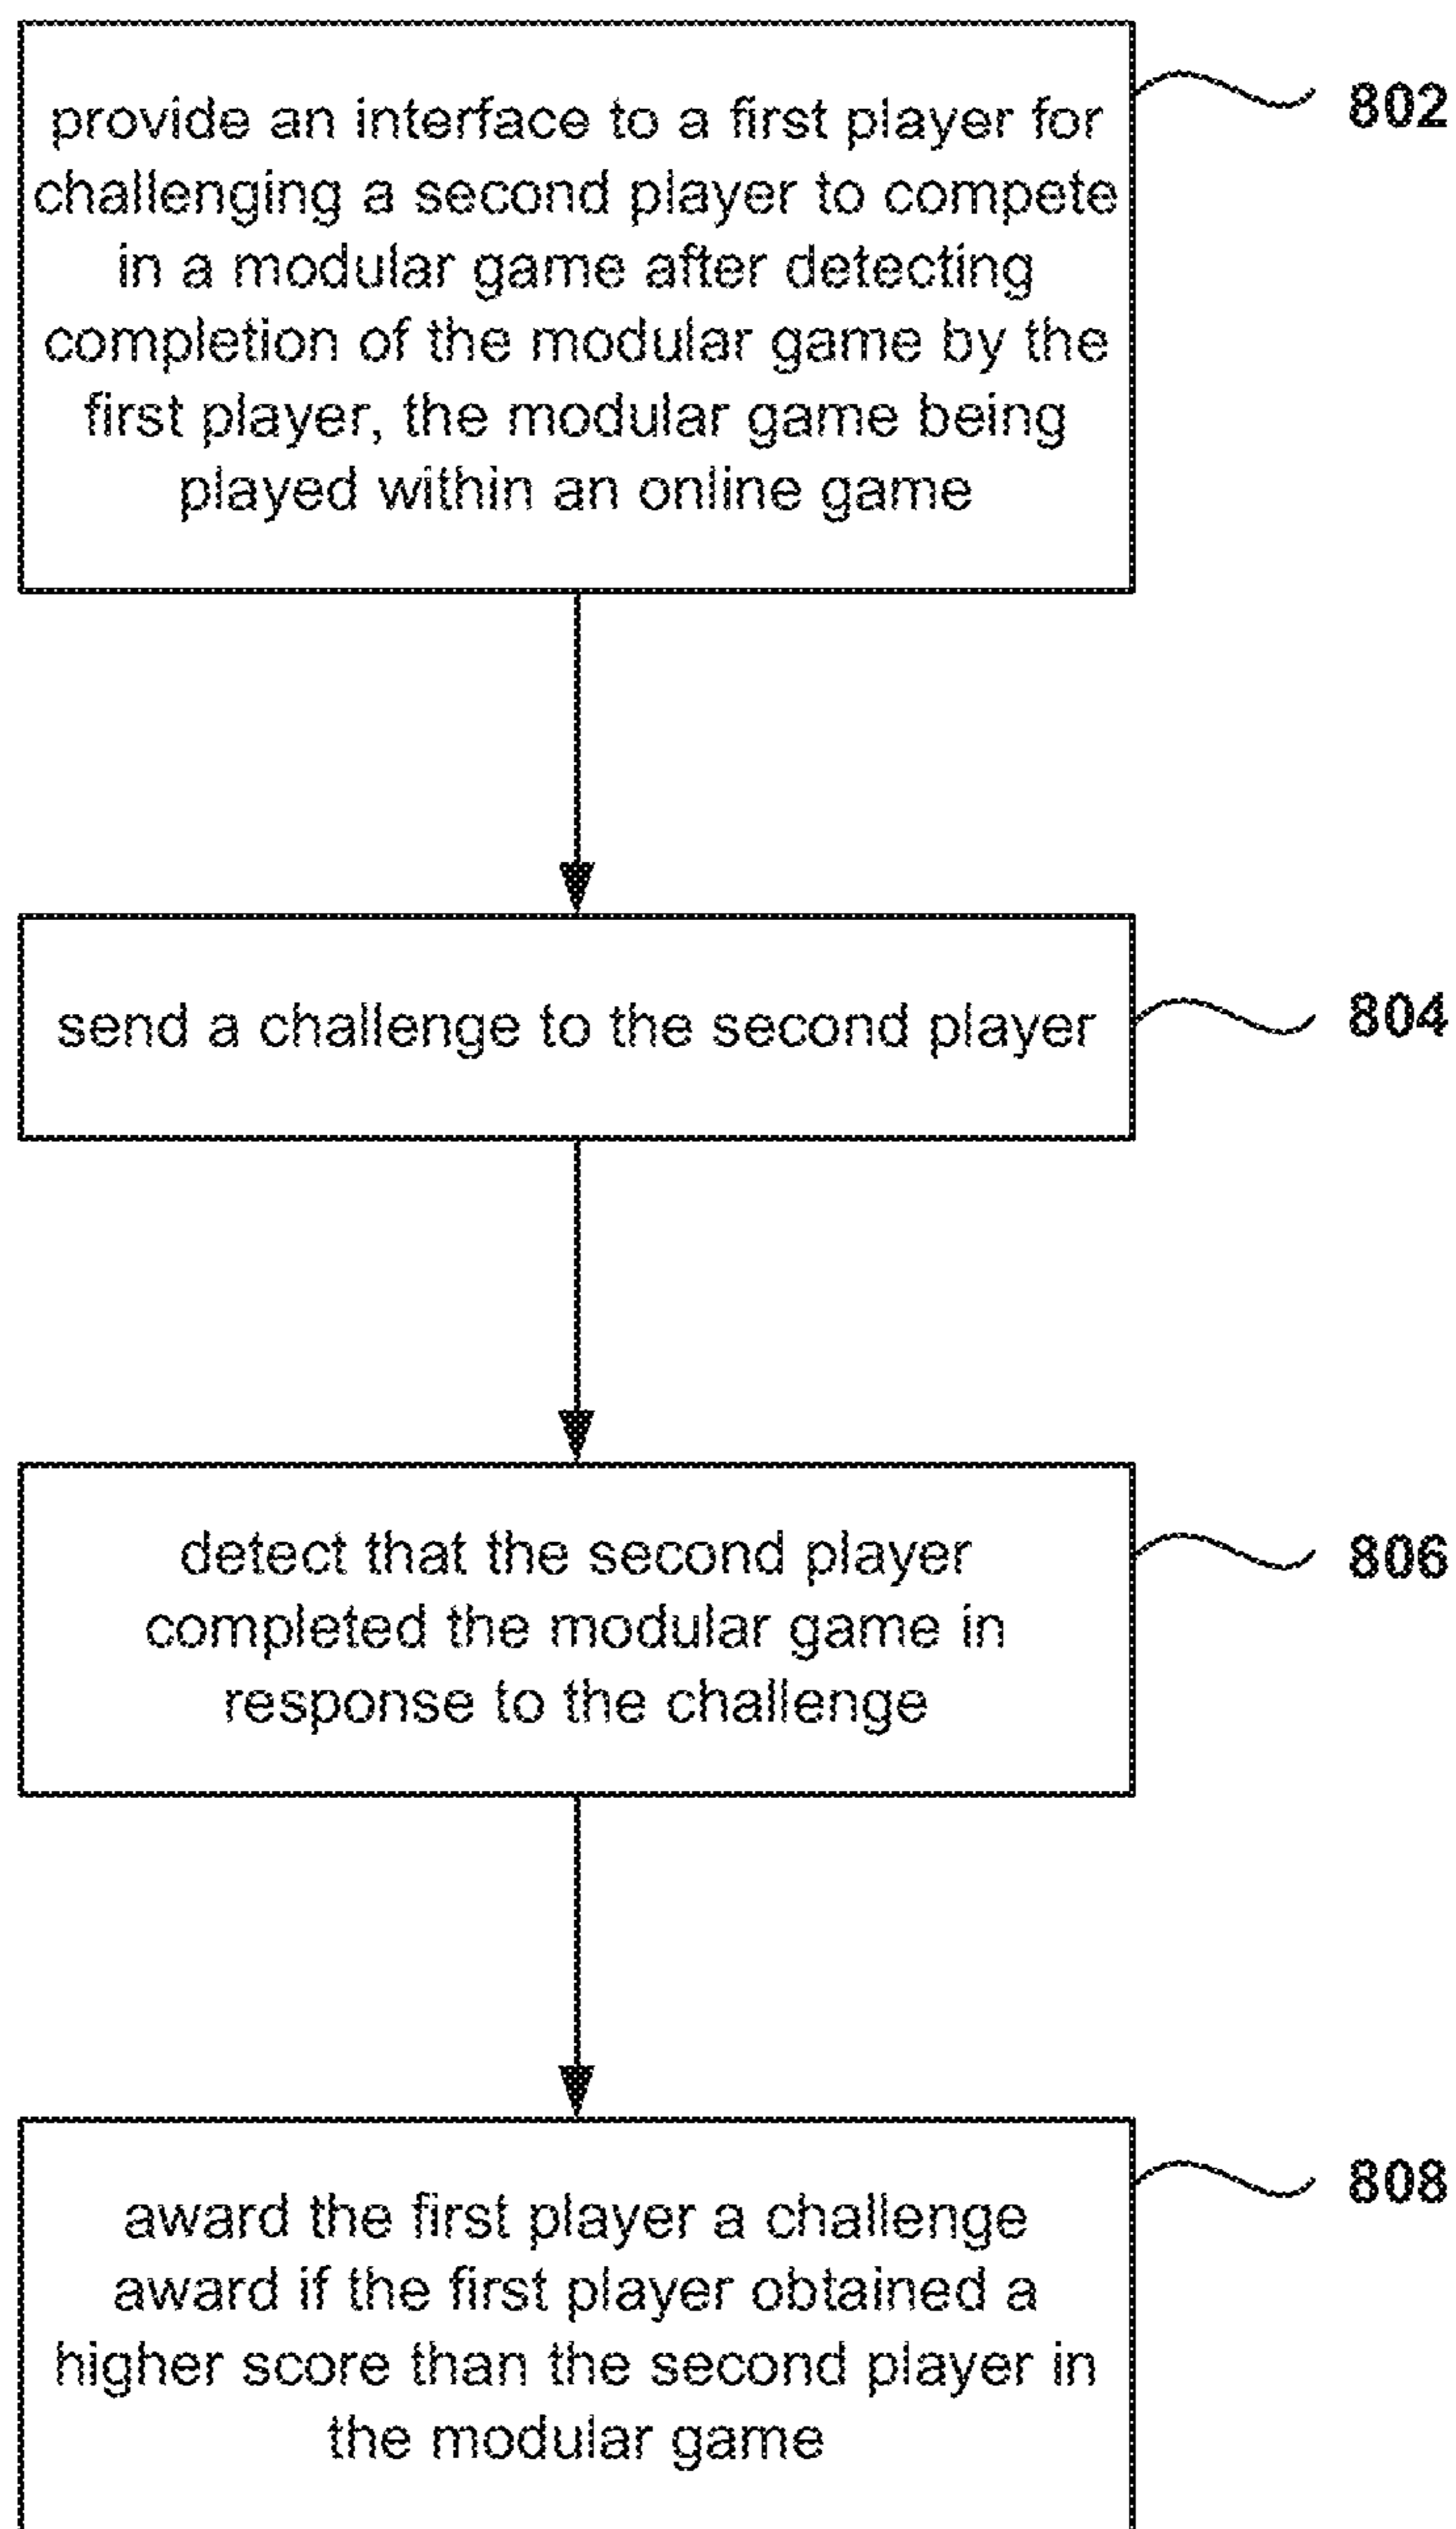 provide an interface to a first player for
challenging a second player to compete
in a modular game after detecting
completion of the modular game by the
first player, the modular game being
played within an online game
802
send a challenge to the second player
804
detect that the second player
completed the modular game in
response to the challenge
806
award the first player a challenge
award if the first player obtained a
higher score than the second player in
the modular game
808